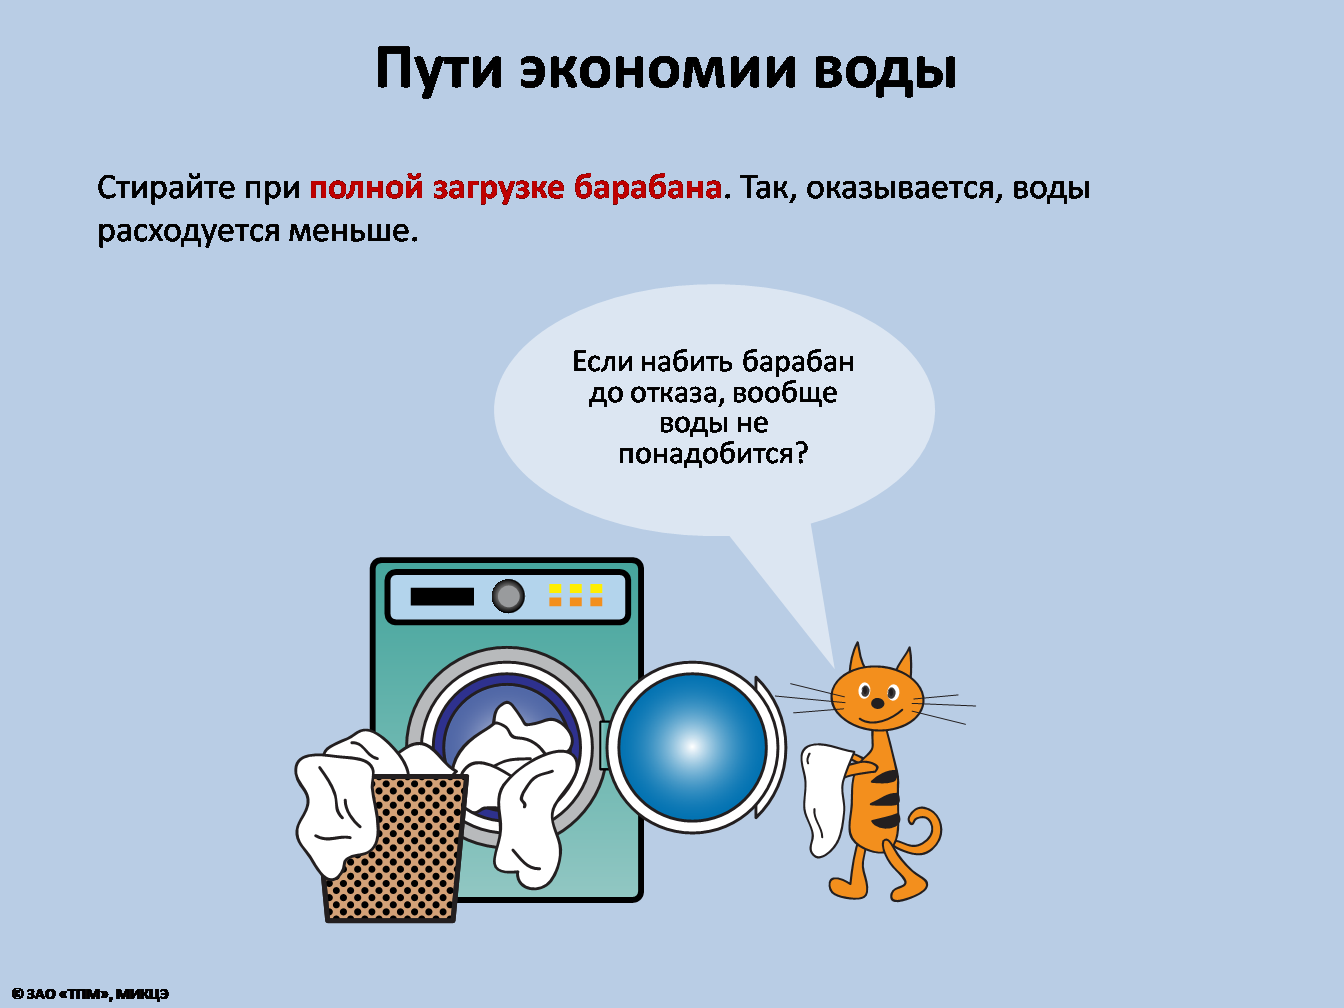 Пути экономии воды
Стирайте при полной загрузке барабана. Так, оказывается, воды
расходуется меньше.
Если набить барабан
до отказа, вообще
воды не
понадобится?
© ЗАО «ТПМ», МИКЦЭ